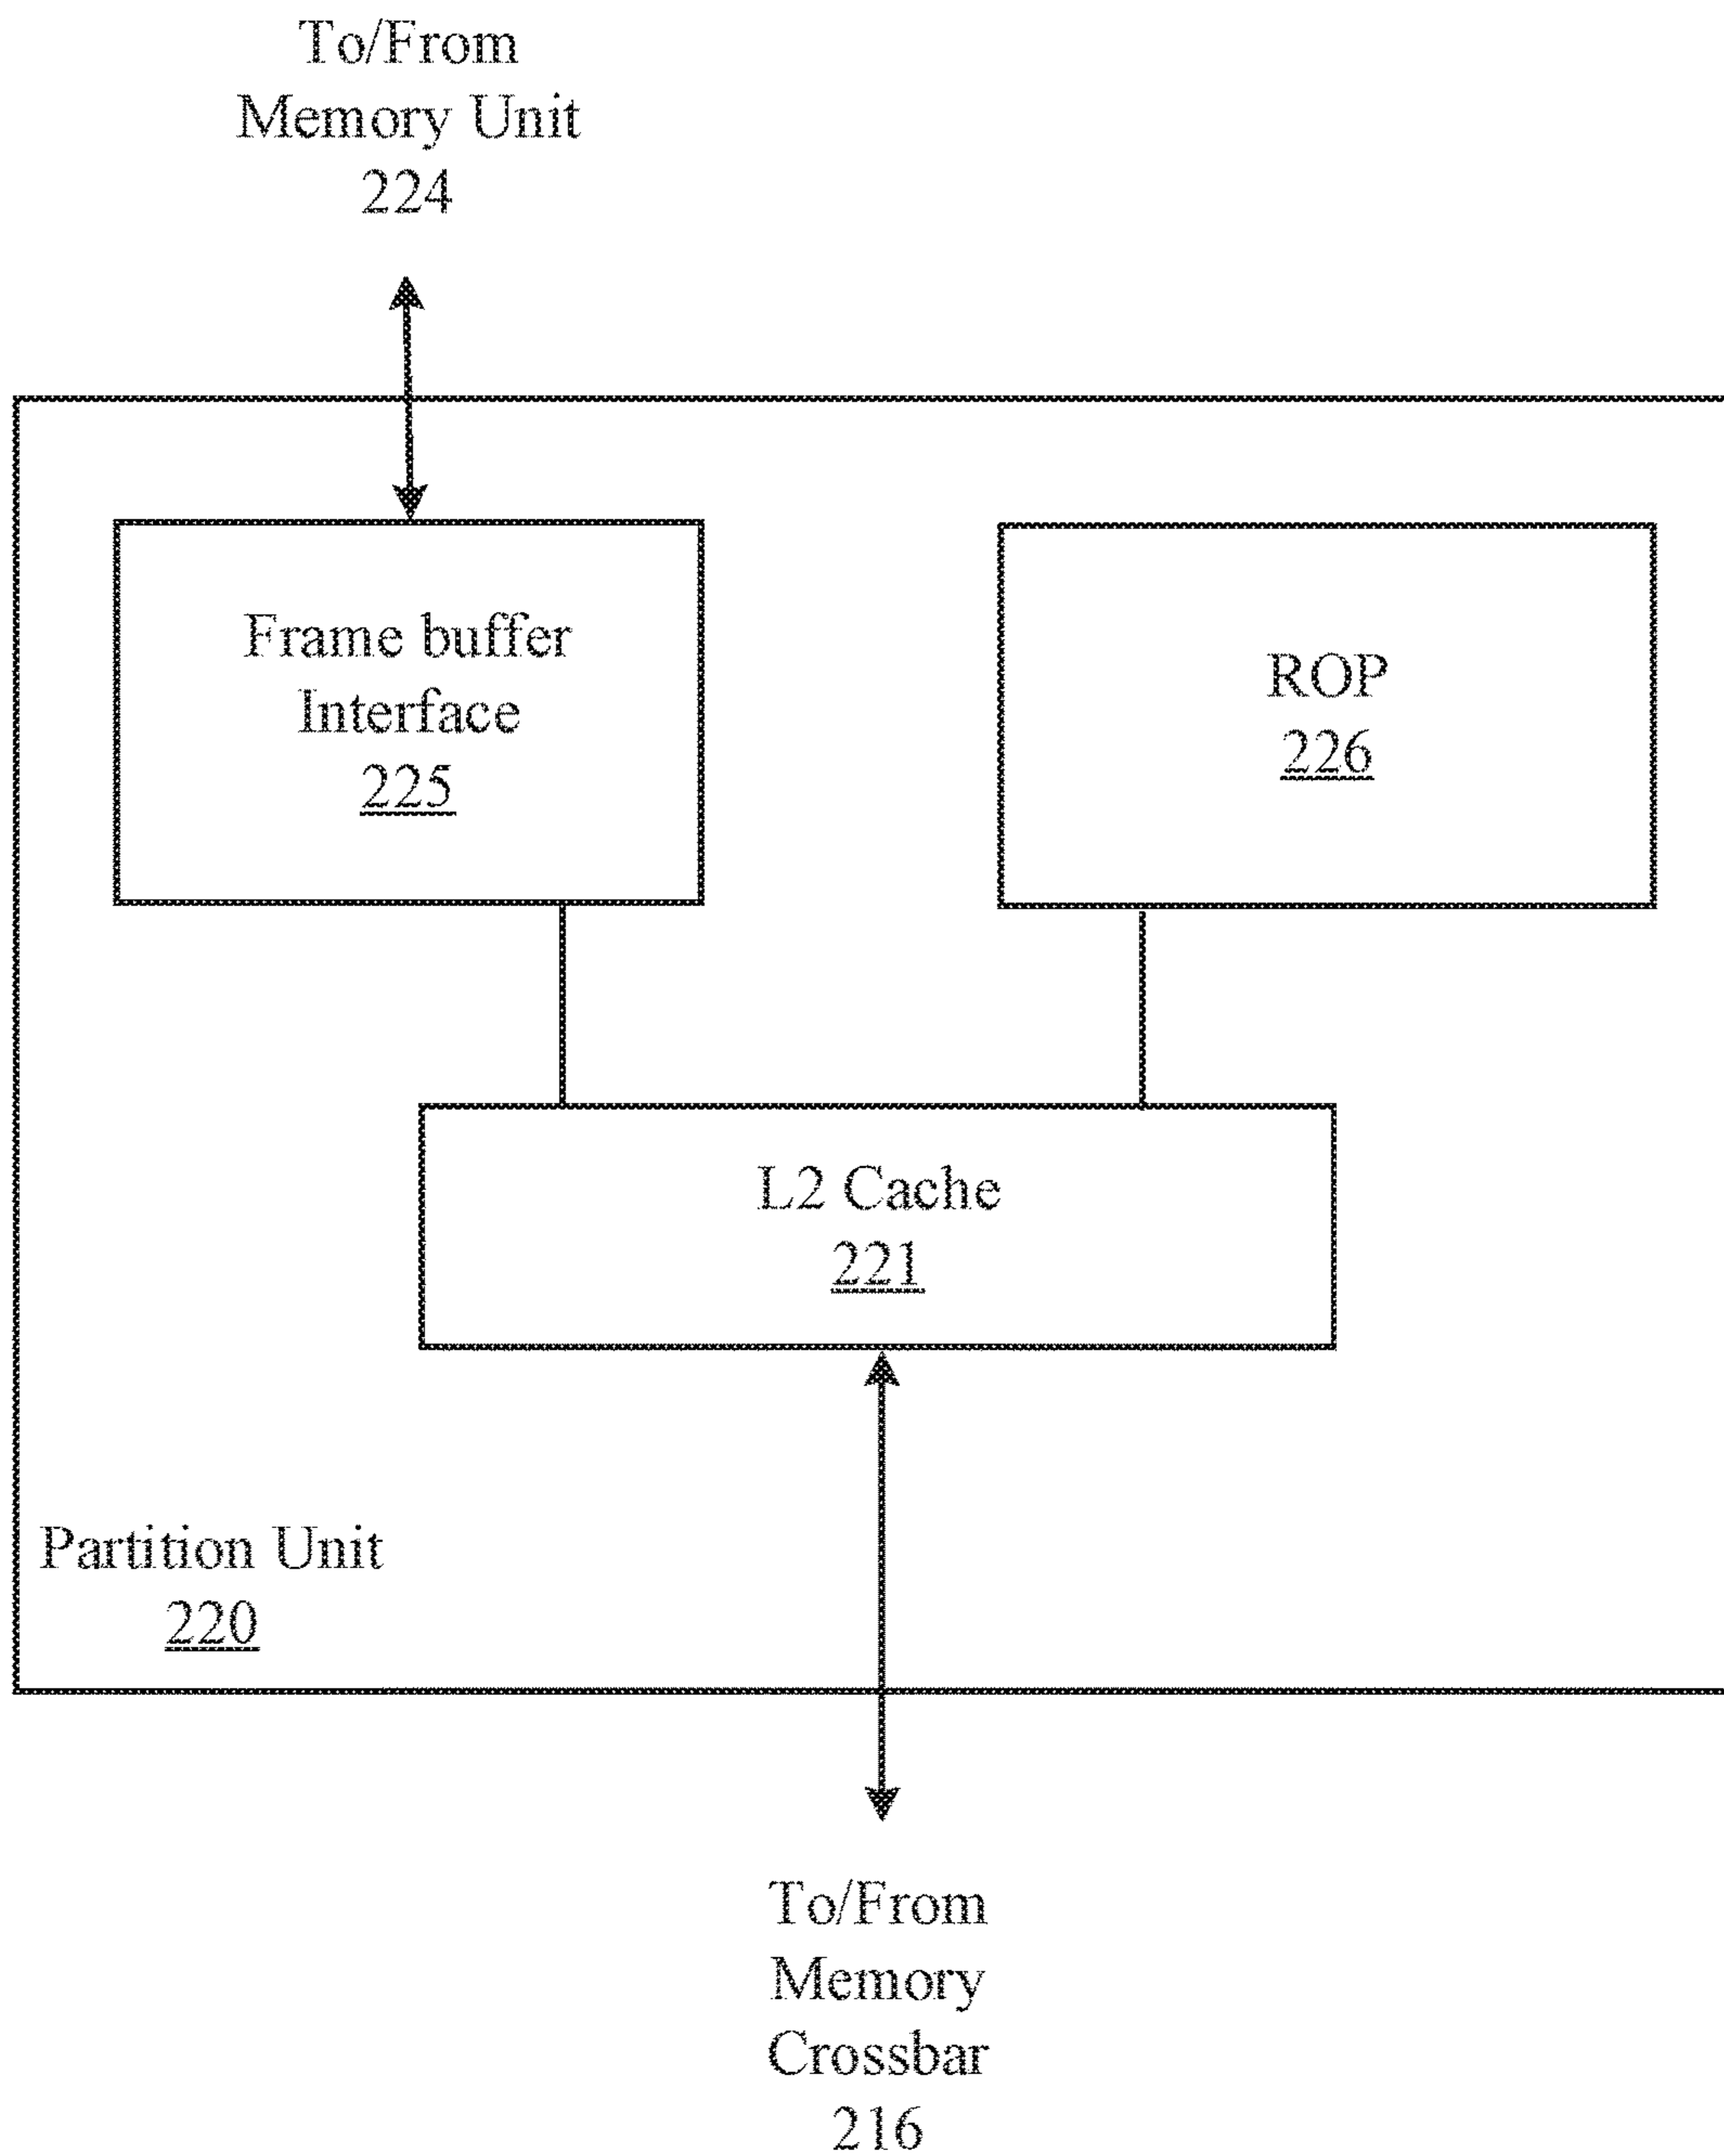 To/From
Memory Unit
224
Frame buffer
Interface
225
ROP
226
L2 Cache
221
Partition Unit
220
To/From
Memory
Crossbar
216